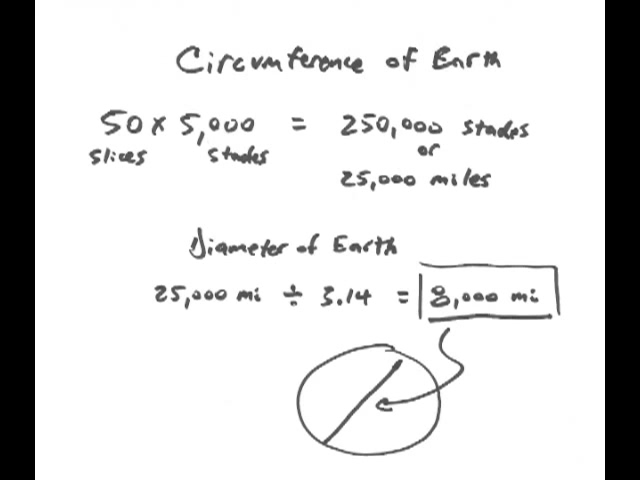 Circumference of Earth
50 x 5,000 = 250,000 stades
slices stades or
25,000 miles
Diameter of Earth
25,000 mi ÷ 3.14 = 8,000 mi